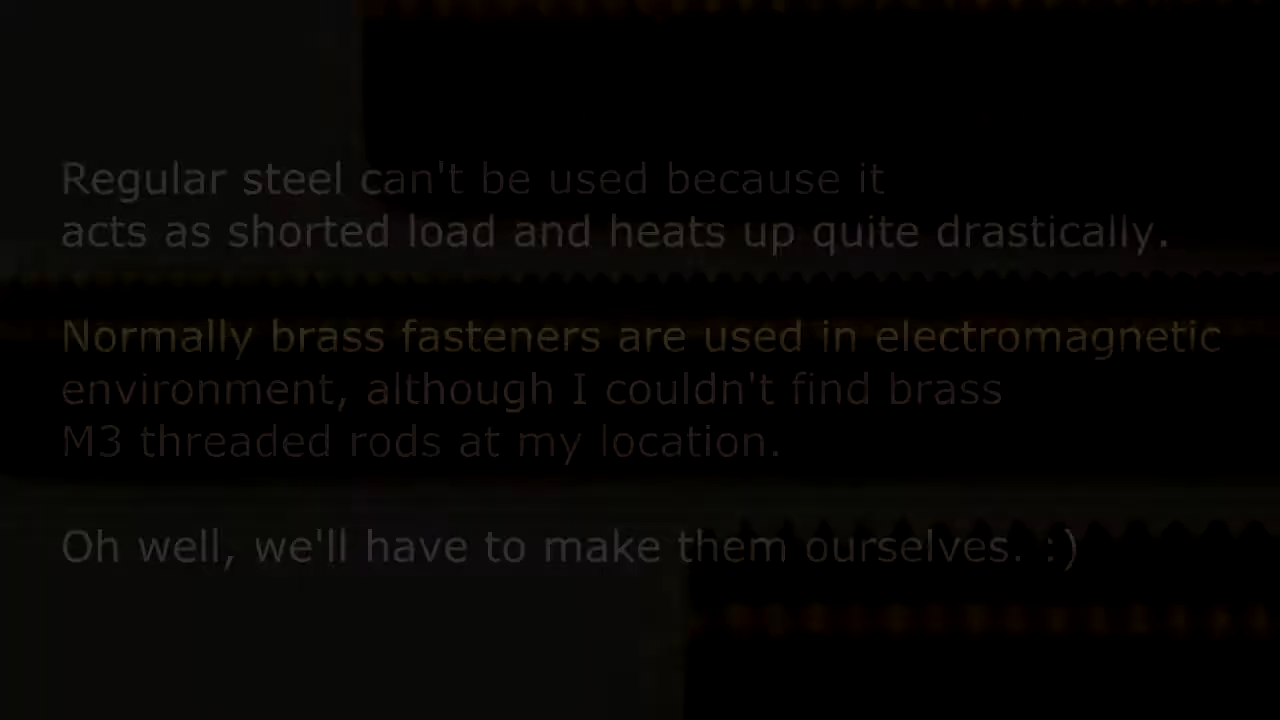 Regular steel can't be used because it
acts as shorted load and heats up quite drastically.
Normally brass fasteners are used in electromagnetic
environment, although I couldn't find brass
M3 threaded rods at my location.
Oh well, we'll have to make them ourselves. :)